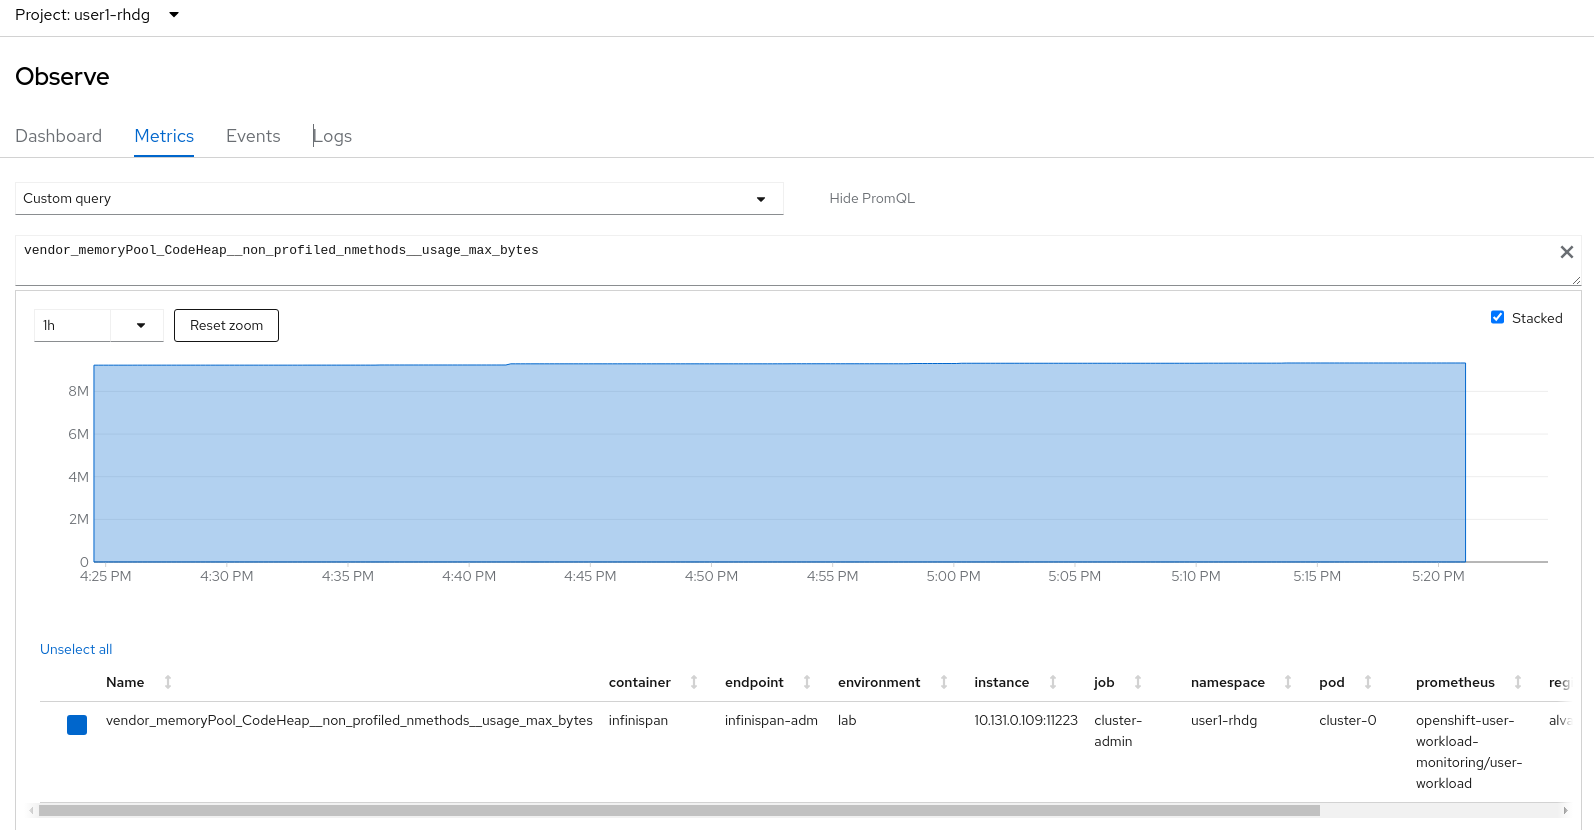 Project: user1-rhdg
Observe
Dashboard Metrics Events Logs
Custom query Hide PromQL
vendor_memoryPool_CodeHeap__non_profiled_nmethods__usage_max_bytes
1h Reset zoom Stacked
8M
6M
4M
2M
0
4:25 PM 4:30 PM 4:35 PM 4:40 PM 4:45 PM 4:50 PM 4:55 PM 5:00 PM 5:05 PM 5:10 PM 5:15 PM 5:20 PM
Unselect all
Name container endpoint environment instance job namespace pod prometheus reg
vendor_memoryPool_CodeHeap__non_profiled_nmethods__usage_max_bytes infinispan infinispan-adm lab 10.131.0.109:11223 cluster- user1-rhdg cluster-0 openshift-user- alva
admin workload-
monitoring/user-
workload